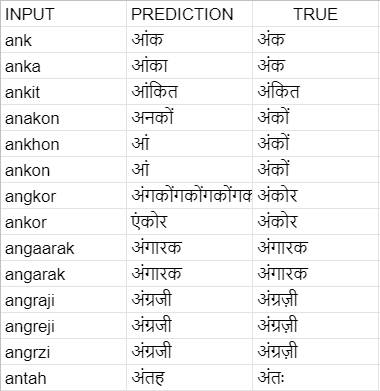 INPUT PREDICTION TRUE
ank आंक अंक
anka आंका अंक
ankit आंकित अंकित
anakon अनकों अंकों
ankhon आं अंकों
ankon आं अंकों
angkor अंगकोंगकोंगकोंगक अंकोर
ankor एंकोर अंकोर
angaarak अंगारक अंगारक
angarak अंगारक अंगारक
angraji अंग्रजी अंग्रज़ी
angreji अंग्रजी अंग्रज़ी
angrzi अंग्रजी अंग्रज़ी
antah अंतह अंतः